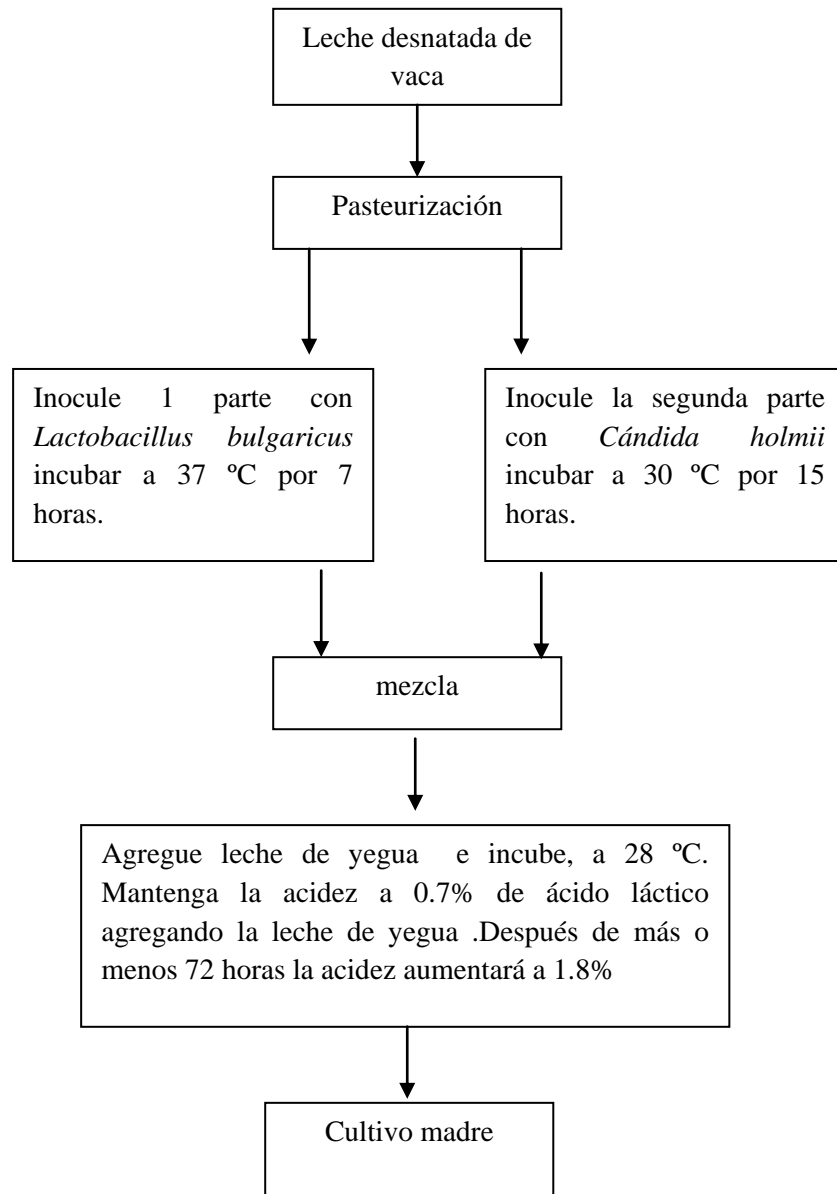 Leche desnatada de
vaca
Pasteurización
Inocule 1 parte con
Lactobacillus bulgaricus
incubar a 37 ºC por 7
horas.
Inocule la segunda parte
con Cándida holmii
incubar a 30 ºC por 15
horas.
mezcla
Agregue leche de yegua e incube, a 28 ºC.
Mantenga la acidez a 0.7% de ácido láctico
agregando la leche de yegua .Después de más o
menos 72 horas la acidez aumentará a 1.8%
Cultivo madre